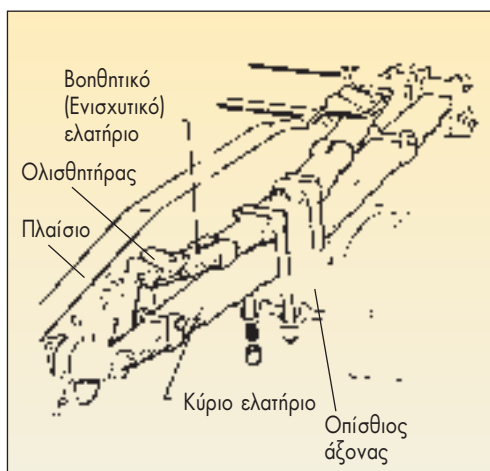 Βοηθητικό
(Ενισχυτικό)
ελατήριο
Ολισθητήρας
Πλαίσιο
Κύριο ελατήριο
Οπίσθιος
άξονας